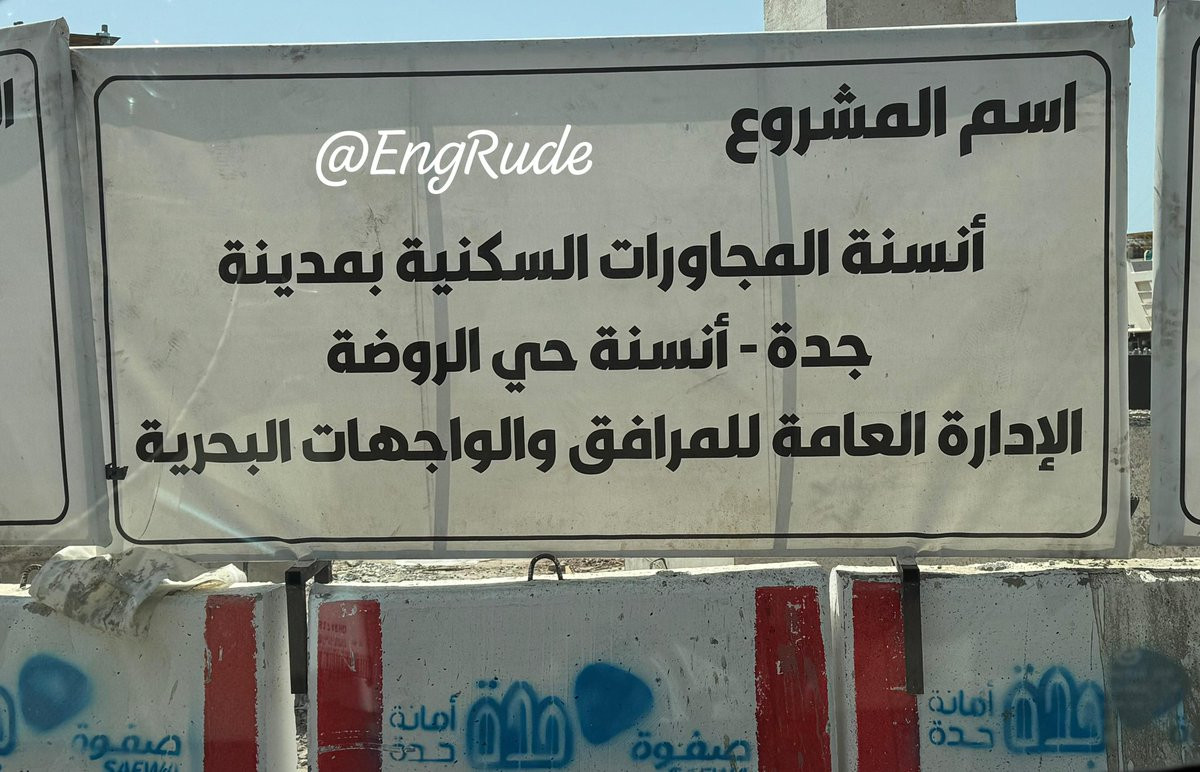 اسم المشروع
@EngRude
أنسنة المجاورات السكنية بمدينة
جدة - أنسنة حي الروضة
الإدارة العامة للمرافق والواجهات البحرية
صفوة
أمانة
جدة
جدة
صفوة
أمانة
جدة
جدة